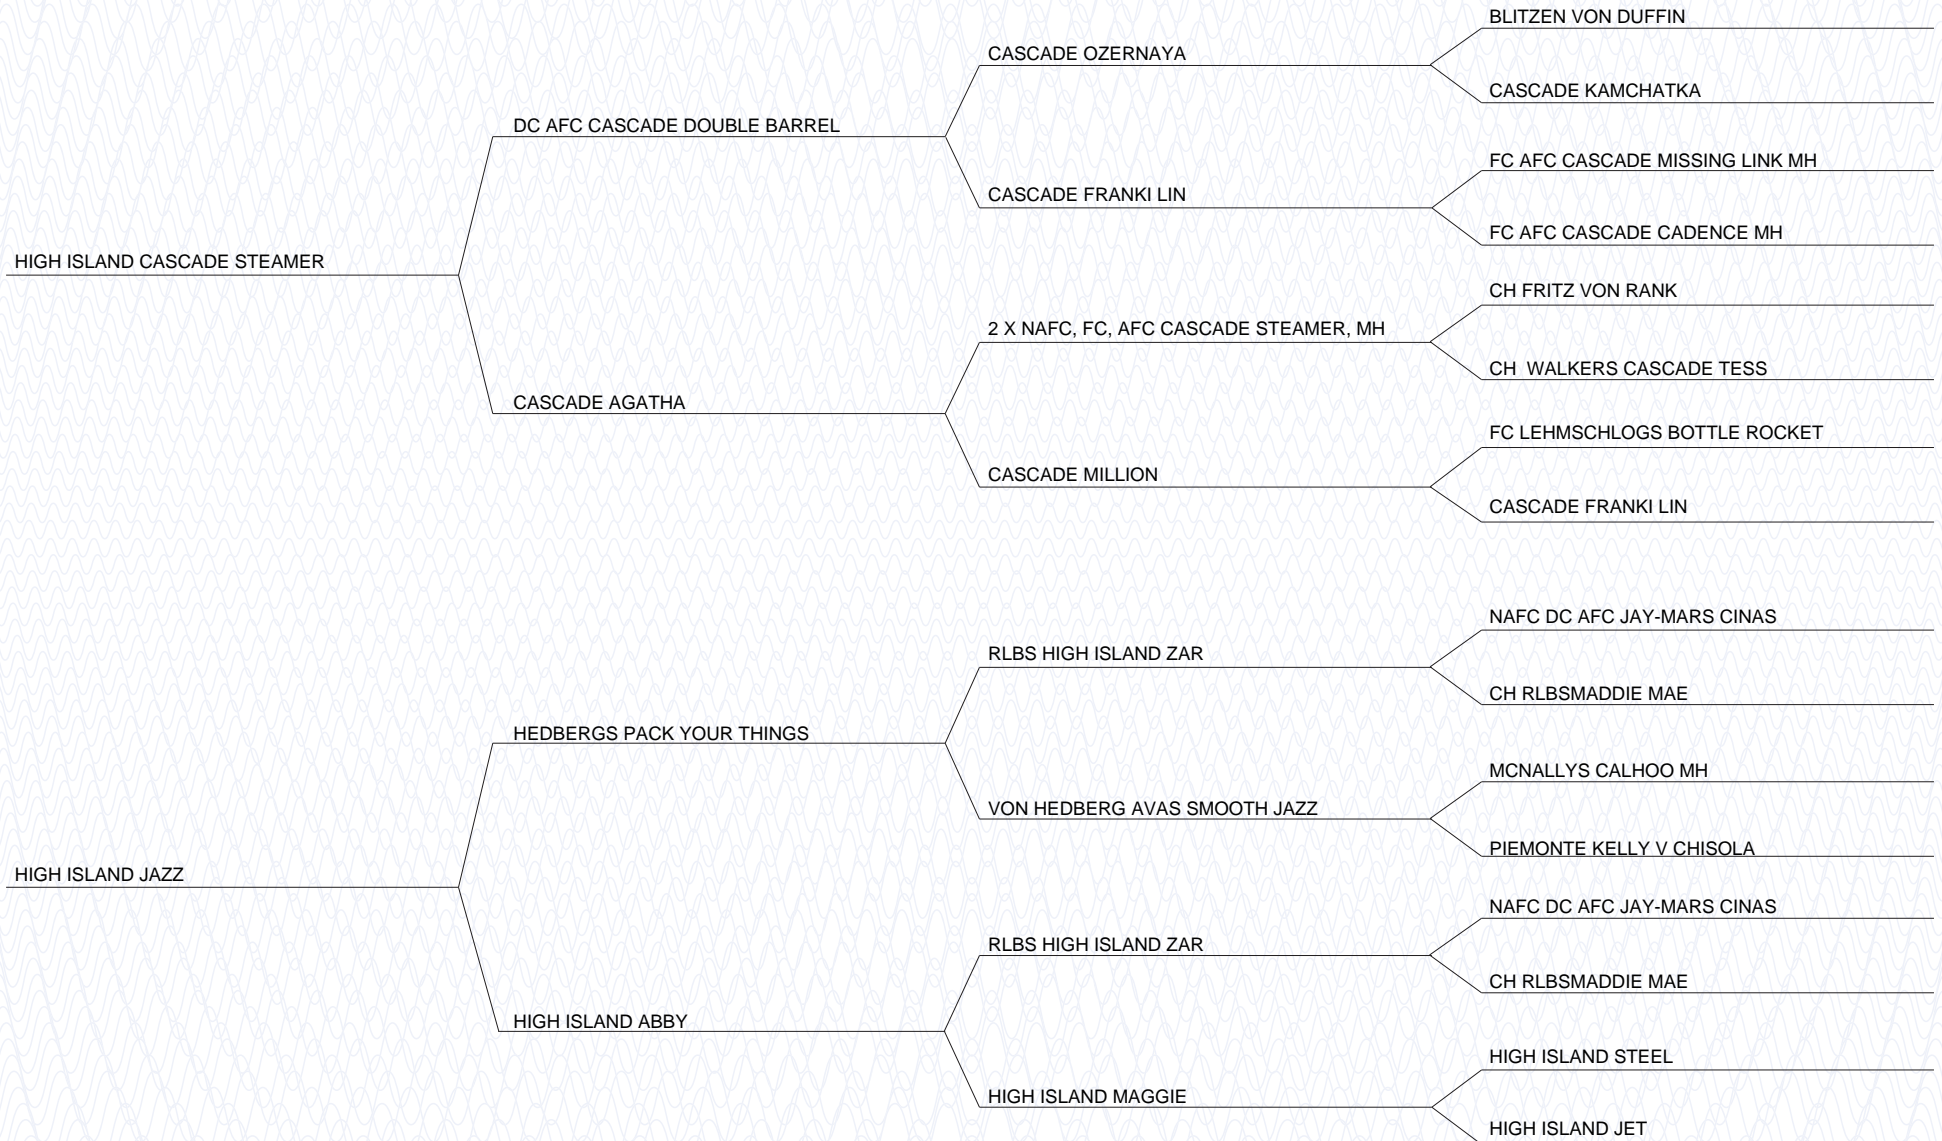 BLITZEN VON DUFFIN
CASCADE OZERNAYA
CASCADE KAMCHATKA
DC AFC CASCADE DOUBLE BARREL
FC AFC CASCADE MISSING LINK MH
CASCADE FRANKI LIN
FC AFC CASCADE CADENCE MH
HIGH ISLAND CASCADE STEAMER
CH FRITZ VON RANK
2 X NAFC, FC, AFC CASCADE STEAMER, MH
CH  WALKERS CASCADE TESS
CASCADE AGATHA
FC LEHMSCHLOGS BOTTLE ROCKET
CASCADE MILLION
CASCADE FRANKI LIN
NAFC DC AFC JAY-MARS CINAS
RLBS HIGH ISLAND ZAR
CH RLBSMADDIE MAE
HEDBERGS PACK YOUR THINGS
MCNALLYS CALHOO MH
VON HEDBERG AVAS SMOOTH JAZZ
PIEMONTE KELLY V CHISOLA
HIGH ISLAND JAZZ
NAFC DC AFC JAY-MARS CINAS
RLBS HIGH ISLAND ZAR
CH RLBSMADDIE MAE
HIGH ISLAND ABBY
HIGH ISLAND STEEL
HIGH ISLAND MAGGIE
HIGH ISLAND JET